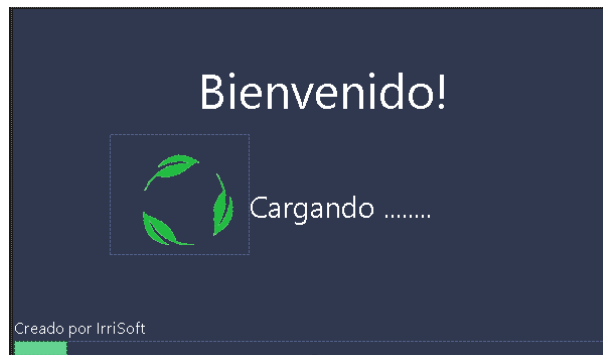 Bienvenido!
Cargando ........
Creado por IrriSoft